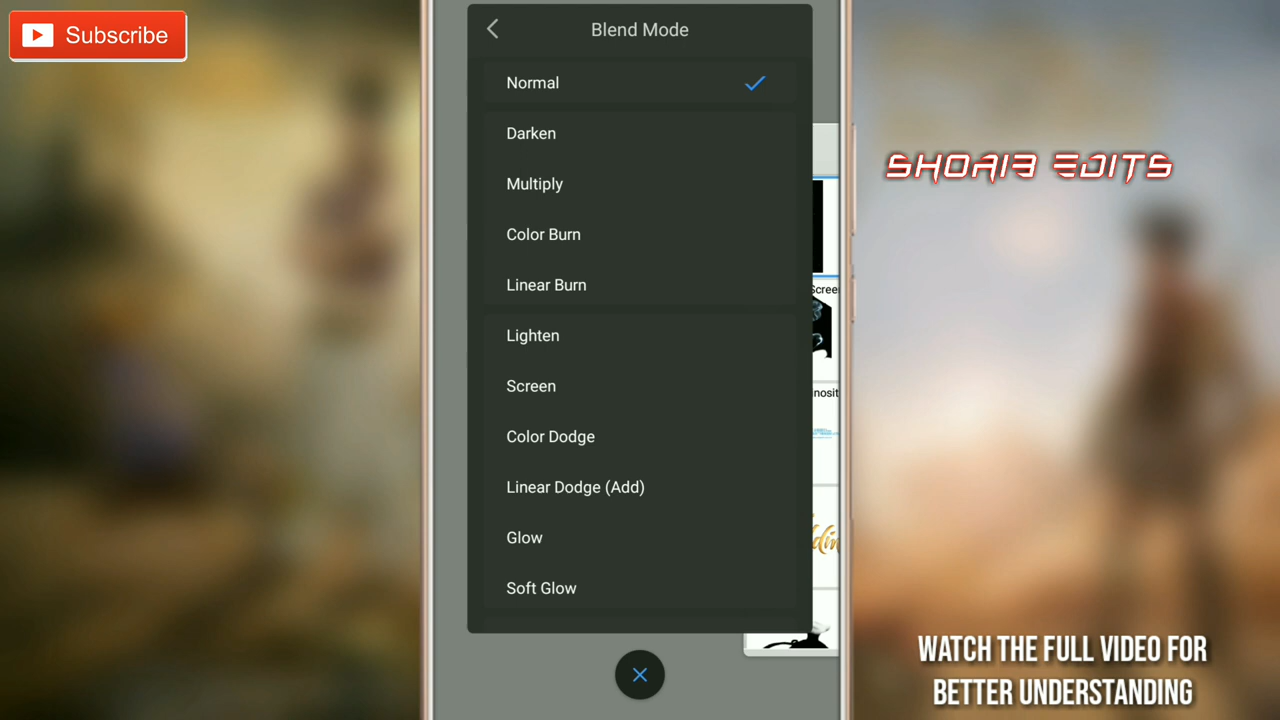 Subscribe
Blend Mode
Normal
Darken
Multiply
Color Burn
Linear Burn
Lighten
Screen
Color Dodge
Linear Dodge (Add)
Glow
Soft Glow
SHOAIB EDITS
WATCH THE FULL VIDEO FOR
BETTER UNDERSTANDING